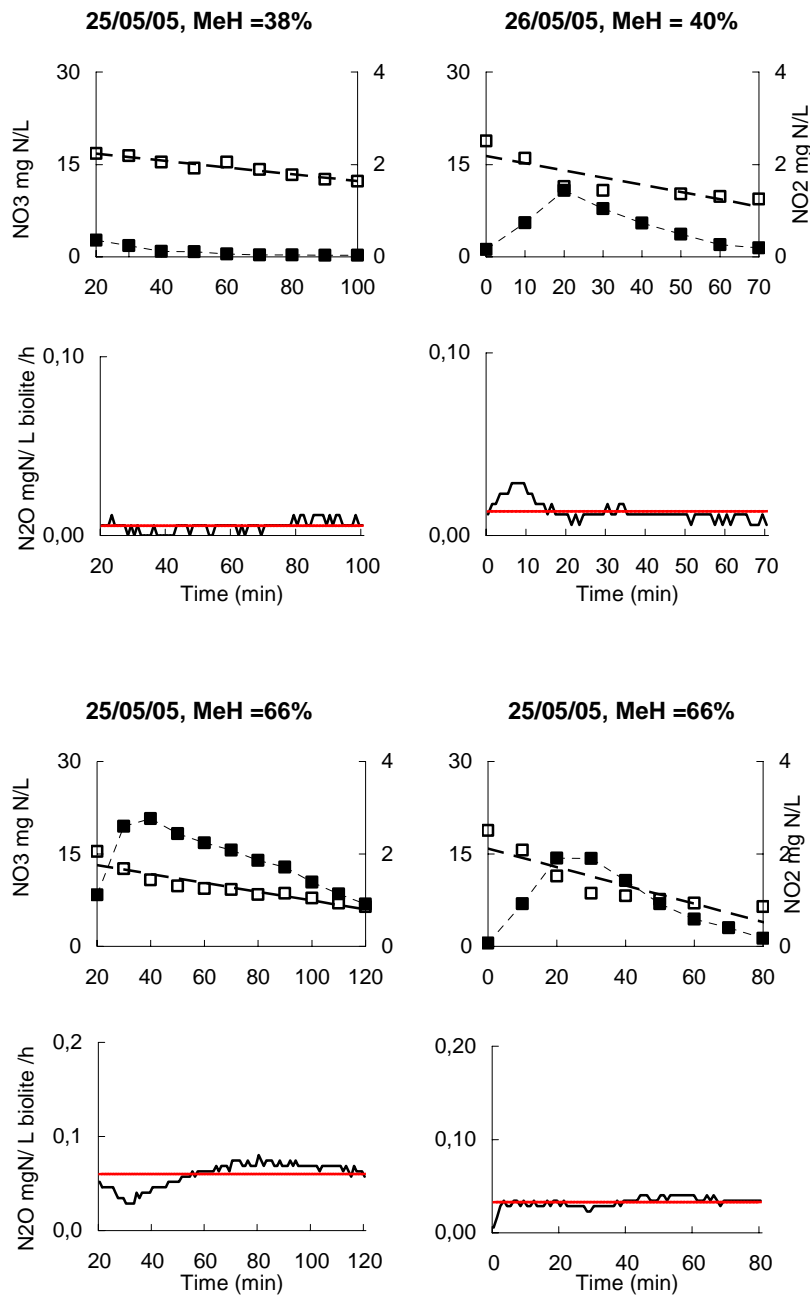 25/05/05, MeH =38%
26/05/05, MeH = 40%
NO3 mg N/L
30
15
0
4
2
0
20 40 60 80 100
30
15
0
4
2
0
NO2 mg N/L
0 10 20 30 40 50 60 70
N2O mgN/ L biolite /h
0,10
0,00
20 40 60 80 100
Time (min)
0,10
0,00
0 10 20 30 40 50 60 70
Time (min)
25/05/05, MeH =66%
25/05/05, MeH =66%
NO3 mg N/L
30
15
0
4
2
0
20 40 60 80 100 120
30
15
0
4
2
0
NO2 mg N/L
0 20 40 60 80
N2O mgN/ L biolite /h
0,2
0,1
0,0
20 40 60 80 100 120
Time (min)
0,20
0,10
0,00
0 20 40 60 80
Time (min)